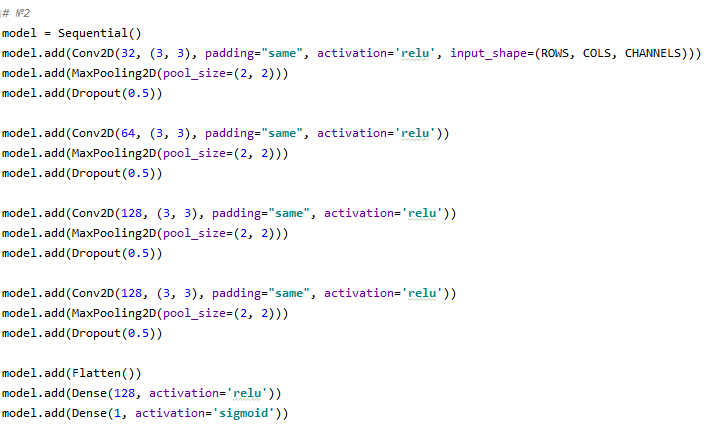 # №2
model = Sequential()
model.add(Conv2D(32, (3, 3), padding="same", activation='relu', input_shape=(ROWS, COLS, CHANNELS)))
model.add(MaxPooling2D(pool_size=(2, 2)))
model.add(Dropout(0.5))

model.add(Conv2D(64, (3, 3), padding="same", activation='relu'))
model.add(MaxPooling2D(pool_size=(2, 2)))
model.add(Dropout(0.5))

model.add(Conv2D(128, (3, 3), padding="same", activation='relu'))
model.add(MaxPooling2D(pool_size=(2, 2)))
model.add(Dropout(0.5))

model.add(Conv2D(128, (3, 3), padding="same", activation='relu'))
model.add(MaxPooling2D(pool_size=(2, 2)))
model.add(Dropout(0.5))

model.add(Flatten())
model.add(Dense(128, activation='relu'))
model.add(Dense(1, activation='sigmoid'))